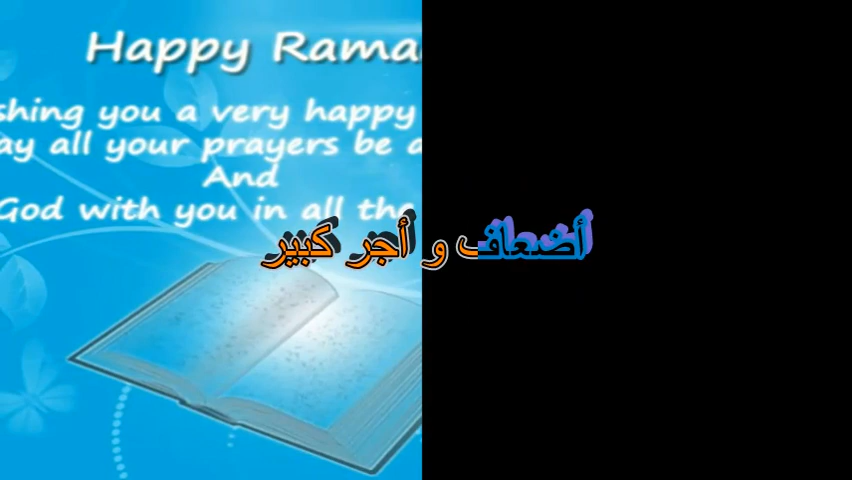 Happy Rama
shing you a very happy
ay all your prayers be a
And
God with you in all the
أضعاف و أجر كبير